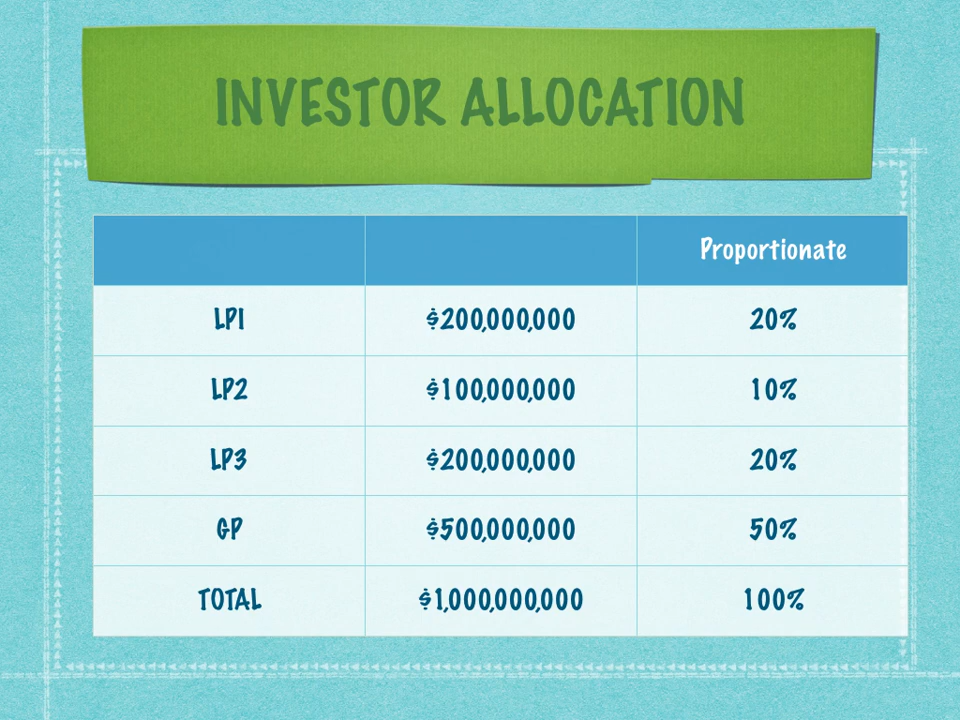 INVESTOR ALLOCATION
Proportionate
LP1 $200,000,000 20%
LP2 $100,000,000 10%
LP3 $200,000,000 20%
GP $500,000,000 50%
TOTAL $1,000,000,000 100%